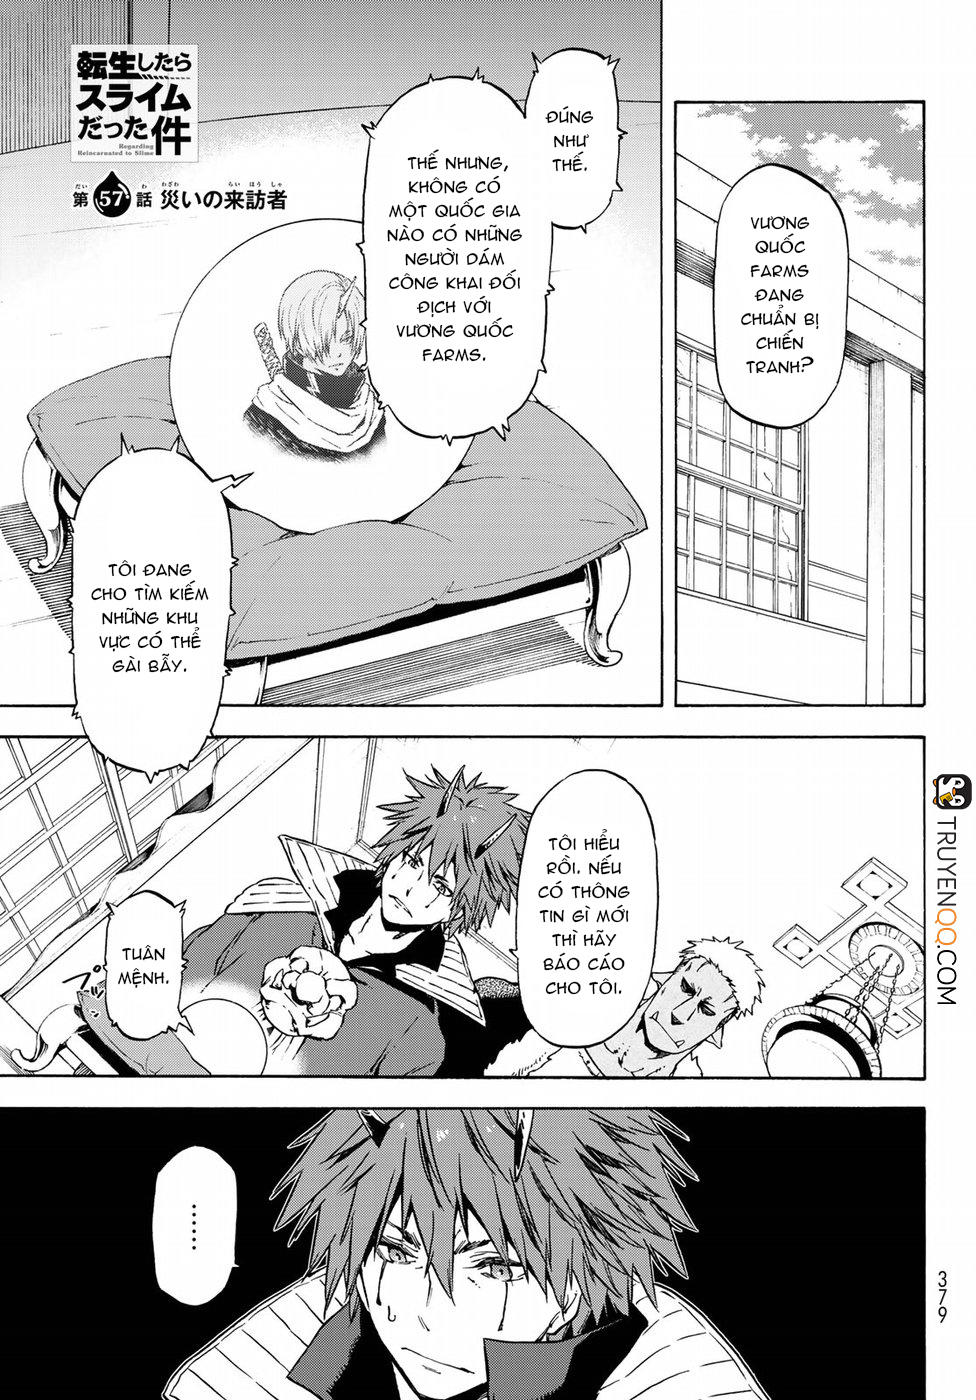 転生したら
スライム
だった件
Regarding
Reincarnated to Slime
第57話 災いの来訪者
だい わ わざわ らい ほう しゃ
VƯƠNG
QUỐC
FARMS
ĐANG
CHUẨN BỊ
CHIẾN
TRANH?
ĐÚNG
NHƯ
THẾ.
THẾ NHƯNG,
KHÔNG CÓ
MỘT QUỐC GIA
NÀO CÓ NHỮNG
NGƯỜI DÁM
CÔNG KHAI ĐỐI
ĐỊCH VỚI
VƯƠNG QUỐC
FARMS.
TÔI ĐANG
CHO TÌM KIẾM
NHỮNG KHU
VỰC CÓ THỂ
GÀI BẪY.
TÔI HIỂU
RỒI. NẾU
CÓ THÔNG
TIN GÌ MỚI
THÌ HÃY
BÁO CÁO
CHO TÔI.
TUÂN
MỆNH.
プツ
………
TRUYENQQ.COM
379